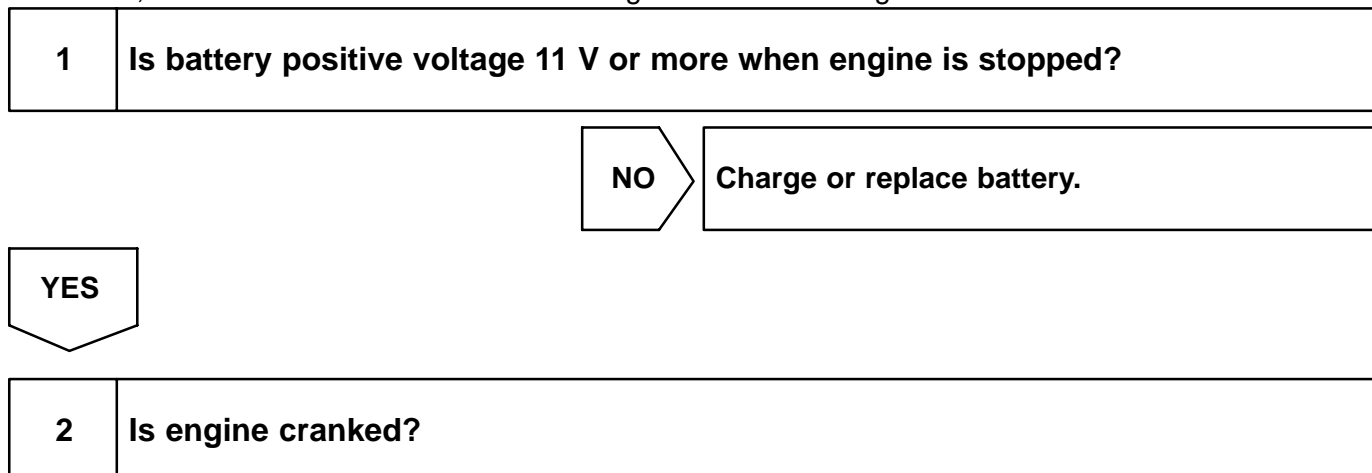 1 Is battery positive voltage 11 V or more when engine is stopped?
NO Charge or replace battery.
YES
2 Is engine cranked?